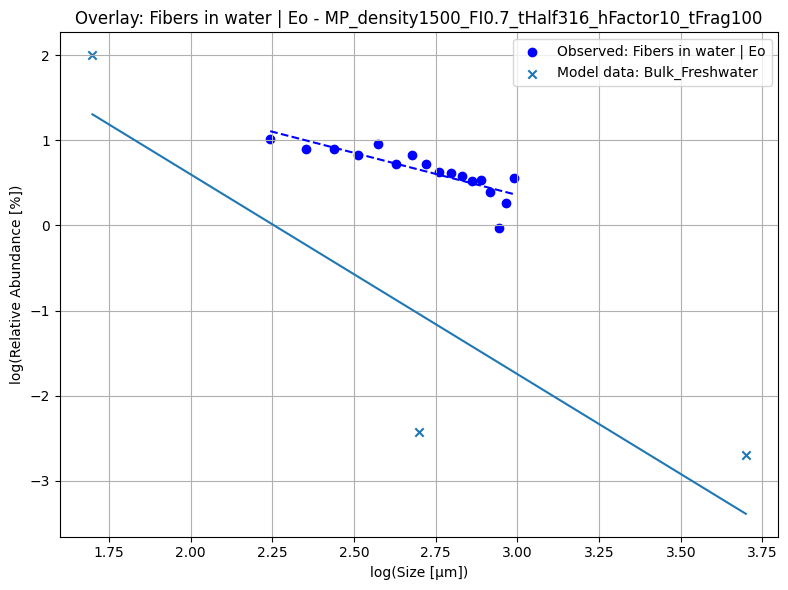 Overlay: Fibers in water | Eo - MP_density1500_FI0.7_tHalf316_hFactor10_tFrag100
Observed: Fibers in water | Eo
Model data: Bulk_Freshwater
log(Relative Abundance [%])
2
1
0
−1
−2
−3
1.75 2.00 2.25 2.50 2.75 3.00 3.25 3.50 3.75
log(Size [μm])